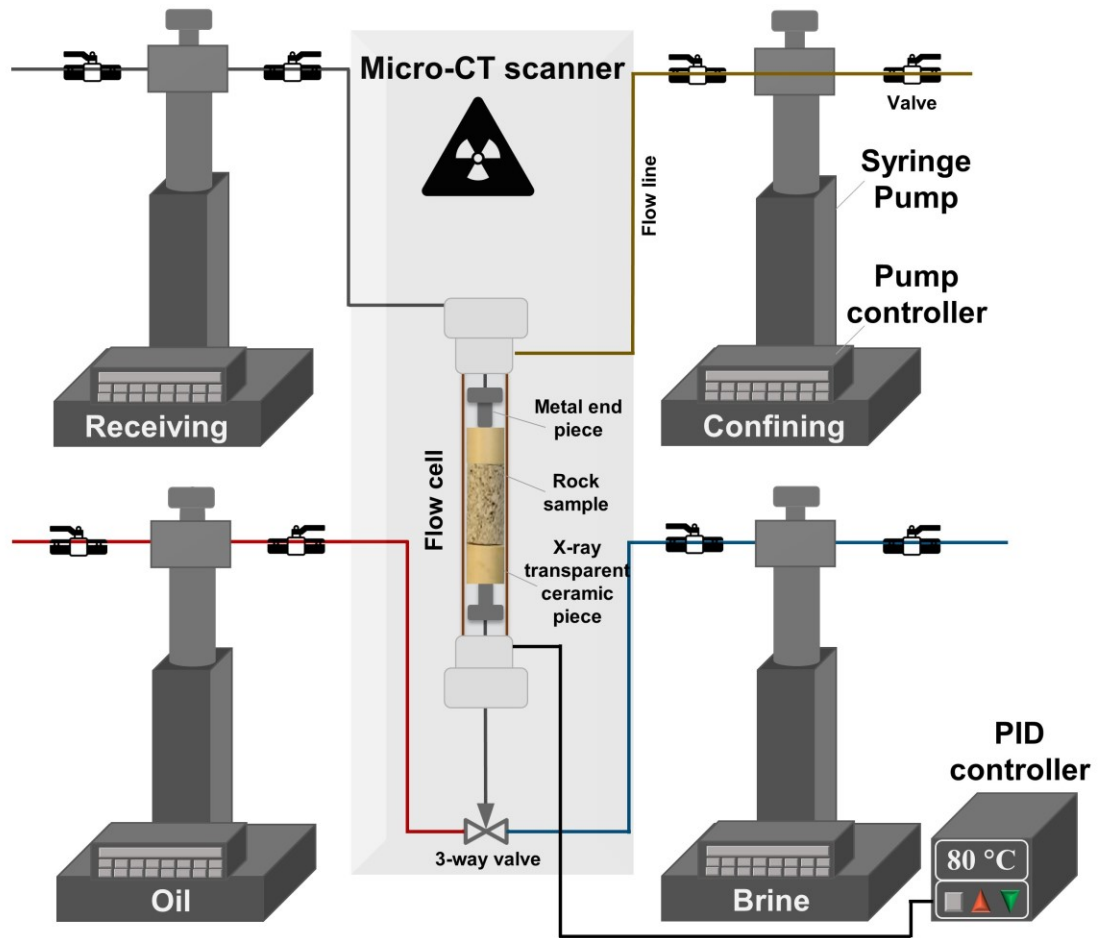 Micro-CT scanner
Valve
Syringe
Pump
Flow line
Pump
controller
Receiving
Confining
Metal end
piece
Flow cell
Rock
sample
X-ray
transparent
ceramic
piece
PID
controller
3-way valve
80 °C
Oil
Brine